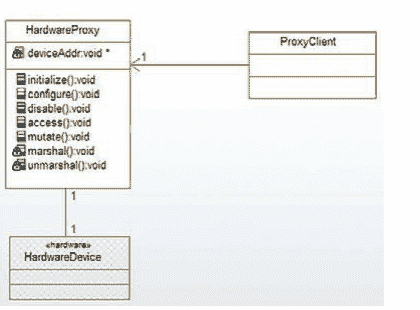 HardwareProxy
deviceAddr:void *
initialize():void
configure():void
disable():void
access():void
mutate():void
marshal():void
unmarshal():void
1
ProxyClient
1
1
«hardware»
HardwareDevice